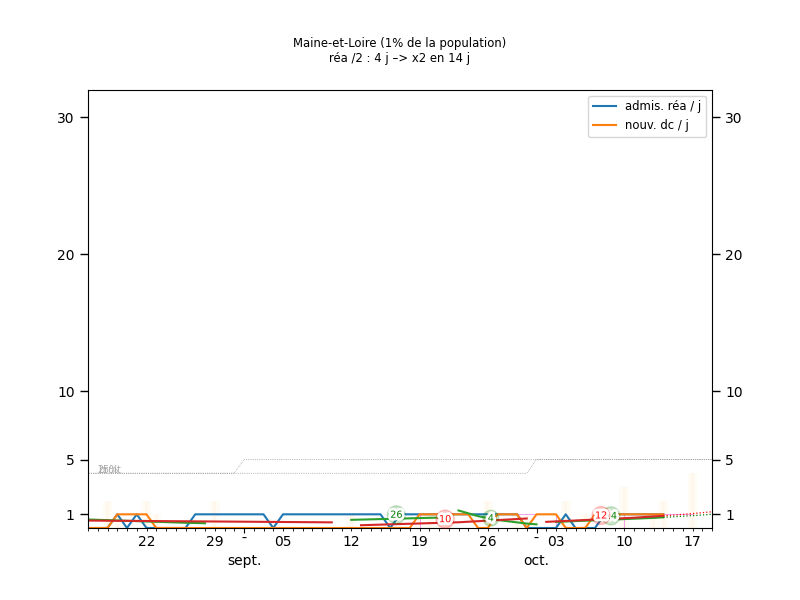 Maine-et-Loire (1% de la population)
réa /2 : 4 j –> x2 en 14 j
admis. réa / j
nouv. dc / j
30 30
20 20
10 10
5 5
1 1
26 10 4 12 4
22 29 - 05 12 19 26 - 03 10 17
sept. oct.